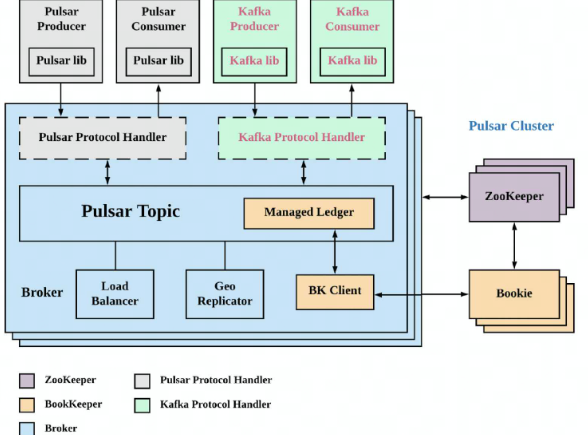 Pulsar
Producer
Pulsar lib
Pulsar
Consumer
Pulsar lib
Kafka
Producer
Kafka lib
Kafka
Consumer
Kafka lib
Pulsar Protocol Handler
Kafka Protocol Handler
Pulsar Cluster
Pulsar Topic
Managed Ledger
ZooKeeper
Broker
Load
Balancer
Geo
Replicator
BK Client
Bookie
ZooKeeper
Pulsar Protocol Handler
BookKeeper
Kafka Protocol Handler
Broker